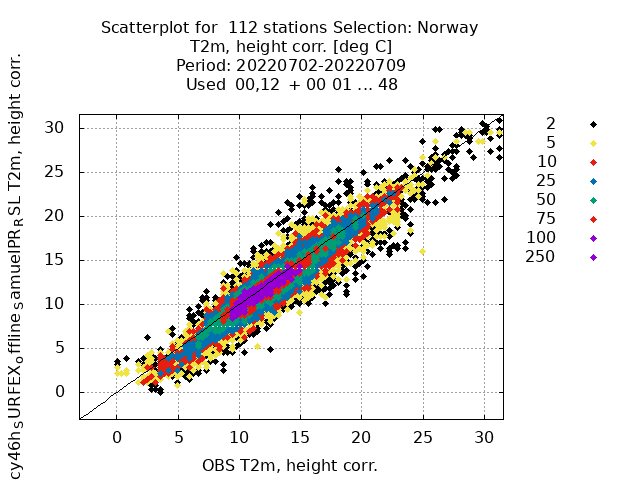 Scatterplot for  112 stations Selection: Norway
T2m, height corr. [deg C]
Period: 20220702-20220709
Used  00,12  + 00 01 ... 48
cy46h_SURFEX_offline_samuelPR_RSL T2m, height corr.
30
25
20
15
10
5
0
0 5 10 15 20 25 30
OBS T2m, height corr.
2
5
10
25
50
75
100
250